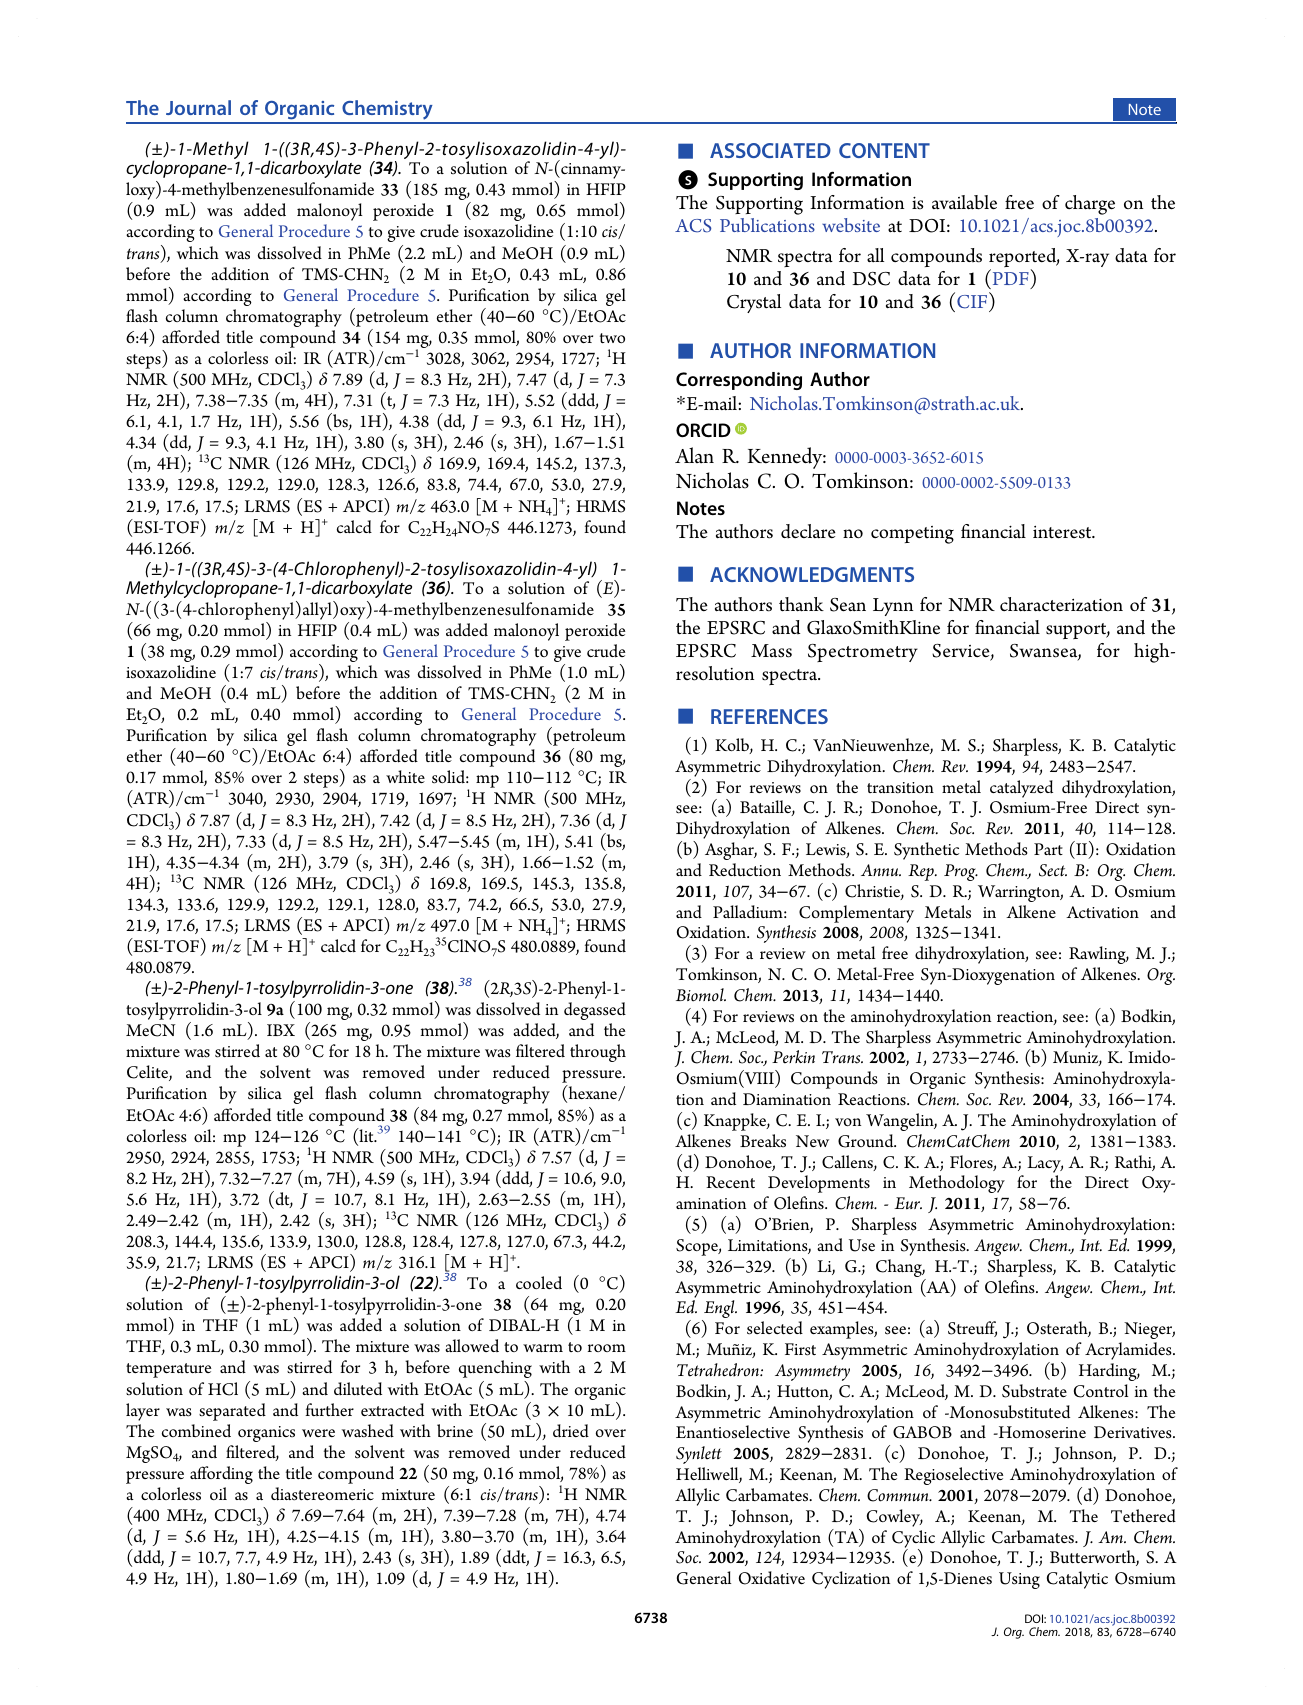 The Journal of Organic Chemistry
Note
(±)-1-Methyl 1-((3R,4S)-3-Phenyl-2-tosylisoxazolidin-4-yl)-
cyclopropane-1,1-dicarboxylate (34). To a solution of N-(cinnamy-
loxy)-4-methylbenzenesulfonamide 33 (185 mg, 0.43 mmol) in HFIP
(0.9 mL) was added malonoyl peroxide 1 (82 mg, 0.65 mmol)
according to General Procedure 5 to give crude isoxazolidine (1:10 cis/
trans), which was dissolved in PhMe (2.2 mL) and MeOH (0.9 mL)
before the addition of TMS-CHN₂ (2 M in Et₂O, 0.43 mL, 0.86
mmol) according to General Procedure 5. Purification by silica gel
flash column chromatography (petroleum ether (40−60 °C)/EtOAc
6:4) afforded title compound 34 (154 mg, 0.35 mmol, 80% over two
steps) as a colorless oil: IR (ATR)/cm⁻¹ 3028, 3062, 2954, 1727; ¹H
NMR (500 MHz, CDCl₃) δ 7.89 (d, J = 8.3 Hz, 2H), 7.47 (d, J = 7.3
Hz, 2H), 7.38−7.35 (m, 4H), 7.31 (t, J = 7.3 Hz, 1H), 5.52 (ddd, J =
6.1, 4.1, 1.7 Hz, 1H), 5.56 (bs, 1H), 4.38 (dd, J = 9.3, 6.1 Hz, 1H),
4.34 (dd, J = 9.3, 4.1 Hz, 1H), 3.80 (s, 3H), 2.46 (s, 3H), 1.67−1.51
(m, 4H); ¹³C NMR (126 MHz, CDCl₃) δ 169.9, 169.4, 145.2, 137.3,
133.9, 129.8, 129.2, 129.0, 128.3, 126.6, 83.8, 74.4, 67.0, 53.0, 27.9,
21.9, 17.6, 17.5; LRMS (ES + APCI) m/z 463.0 [M + NH₄]⁺; HRMS
(ESI-TOF) m/z [M + H]⁺ calcd for C₂₂H₂₄NO₇S 446.1273, found
446.1266.
(±)-1-((3R,4S)-3-(4-Chlorophenyl)-2-tosylisoxazolidin-4-yl) 1-
Methylcyclopropane-1,1-dicarboxylate (36). To a solution of (E)-
N-((3-(4-chlorophenyl)allyl)oxy)-4-methylbenzenesulfonamide 35
(66 mg, 0.20 mmol) in HFIP (0.4 mL) was added malonoyl peroxide
1 (38 mg, 0.29 mmol) according to General Procedure 5 to give crude
isoxazolidine (1:7 cis/trans), which was dissolved in PhMe (1.0 mL)
and MeOH (0.4 mL) before the addition of TMS-CHN₂ (2 M in
Et₂O, 0.2 mL, 0.40 mmol) according to General Procedure 5.
Purification by silica gel flash column chromatography (petroleum
ether (40−60 °C)/EtOAc 6:4) afforded title compound 36 (80 mg,
0.17 mmol, 85% over 2 steps) as a white solid: mp 110−112 °C; IR
(ATR)/cm⁻¹ 3040, 2930, 2904, 1719, 1697; ¹H NMR (500 MHz,
CDCl₃) δ 7.87 (d, J = 8.3 Hz, 2H), 7.42 (d, J = 8.5 Hz, 2H), 7.36 (d, J
= 8.3 Hz, 2H), 7.33 (d, J = 8.5 Hz, 2H), 5.47−5.45 (m, 1H), 5.41 (bs,
1H), 4.35−4.34 (m, 2H), 3.79 (s, 3H), 2.46 (s, 3H), 1.66−1.52 (m,
4H); ¹³C NMR (126 MHz, CDCl₃) δ 169.8, 169.5, 145.3, 135.8,
134.3, 133.6, 129.9, 129.2, 129.1, 128.0, 83.7, 74.2, 66.5, 53.0, 27.9,
21.9, 17.6, 17.5; LRMS (ES + APCI) m/z 497.0 [M + NH₄]⁺; HRMS
(ESI-TOF) m/z [M + H]⁺ calcd for C₂₂H₂₃³⁵ClNO₇S 480.0889, found
480.0879.
(±)-2-Phenyl-1-tosylpyrrolidin-3-one (38).³⁸ (2R,3S)-2-Phenyl-1-
tosylpyrrolidin-3-ol 9a (100 mg, 0.32 mmol) was dissolved in degassed
MeCN (1.6 mL). IBX (265 mg, 0.95 mmol) was added, and the
mixture was stirred at 80 °C for 18 h. The mixture was filtered through
Celite, and the solvent was removed under reduced pressure.
Purification by silica gel flash column chromatography (hexane/
EtOAc 4:6) afforded title compound 38 (84 mg, 0.27 mmol, 85%) as a
colorless oil: mp 124−126 °C (lit.³⁹ 140−141 °C); IR (ATR)/cm⁻¹
2950, 2924, 2855, 1753; ¹H NMR (500 MHz, CDCl₃) δ 7.57 (d, J =
8.2 Hz, 2H), 7.32−7.27 (m, 7H), 4.59 (s, 1H), 3.94 (ddd, J = 10.6, 9.0,
5.6 Hz, 1H), 3.72 (dt, J = 10.7, 8.1 Hz, 1H), 2.63−2.55 (m, 1H),
2.49−2.42 (m, 1H), 2.42 (s, 3H); ¹³C NMR (126 MHz, CDCl₃) δ
208.3, 144.4, 135.6, 133.9, 130.0, 128.8, 128.4, 127.8, 127.0, 67.3, 44.2,
35.9, 21.7; LRMS (ES + APCI) m/z 316.1 [M + H]⁺.
(±)-2-Phenyl-1-tosylpyrrolidin-3-ol (22).³⁸ To a cooled (0 °C)
solution of (±)-2-phenyl-1-tosylpyrrolidin-3-one 38 (64 mg, 0.20
mmol) in THF (1 mL) was added a solution of DIBAL-H (1 M in
THF, 0.3 mL, 0.30 mmol). The mixture was allowed to warm to room
temperature and was stirred for 3 h, before quenching with a 2 M
solution of HCl (5 mL) and diluted with EtOAc (5 mL). The organic
layer was separated and further extracted with EtOAc (3 × 10 mL).
The combined organics were washed with brine (50 mL), dried over
MgSO₄, and filtered, and the solvent was removed under reduced
pressure affording the title compound 22 (50 mg, 0.16 mmol, 78%) as
a colorless oil as a diastereomeric mixture (6:1 cis/trans): ¹H NMR
(400 MHz, CDCl₃) δ 7.69−7.64 (m, 2H), 7.39−7.28 (m, 7H), 4.74
(d, J = 5.6 Hz, 1H), 4.25−4.15 (m, 1H), 3.80−3.70 (m, 1H), 3.64
(ddd, J = 10.7, 7.7, 4.9 Hz, 1H), 2.43 (s, 3H), 1.89 (ddt, J = 16.3, 6.5,
4.9 Hz, 1H), 1.80−1.69 (m, 1H), 1.09 (d, J = 4.9 Hz, 1H).
■ ASSOCIATED CONTENT
S Supporting Information
The Supporting Information is available free of charge on the
ACS Publications website at DOI: 10.1021/acs.joc.8b00392.
NMR spectra for all compounds reported, X-ray data for
10 and 36 and DSC data for 1 (PDF)
Crystal data for 10 and 36 (CIF)
■ AUTHOR INFORMATION
Corresponding Author
*E-mail: Nicholas.Tomkinson@strath.ac.uk.
ORCID iD
Alan R. Kennedy: 0000-0003-3652-6015
Nicholas C. O. Tomkinson: 0000-0002-5509-0133
Notes
The authors declare no competing financial interest.
■ ACKNOWLEDGMENTS
The authors thank Sean Lynn for NMR characterization of 31,
the EPSRC and GlaxoSmithKline for financial support, and the
EPSRC Mass Spectrometry Service, Swansea, for high-
resolution spectra.
■ REFERENCES
(1) Kolb, H. C.; VanNieuwenhze, M. S.; Sharpless, K. B. Catalytic
Asymmetric Dihydroxylation. Chem. Rev. 1994, 94, 2483−2547.
(2) For reviews on the transition metal catalyzed dihydroxylation,
see: (a) Bataille, C. J. R.; Donohoe, T. J. Osmium-Free Direct syn-
Dihydroxylation of Alkenes. Chem. Soc. Rev. 2011, 40, 114−128.
(b) Asghar, S. F.; Lewis, S. E. Synthetic Methods Part (II): Oxidation
and Reduction Methods. Annu. Rep. Prog. Chem., Sect. B: Org. Chem.
2011, 107, 34−67. (c) Christie, S. D. R.; Warrington, A. D. Osmium
and Palladium: Complementary Metals in Alkene Activation and
Oxidation. Synthesis 2008, 2008, 1325−1341.
(3) For a review on metal free dihydroxylation, see: Rawling, M. J.;
Tomkinson, N. C. O. Metal-Free Syn-Dioxygenation of Alkenes. Org.
Biomol. Chem. 2013, 11, 1434−1440.
(4) For reviews on the aminohydroxylation reaction, see: (a) Bodkin,
J. A.; McLeod, M. D. The Sharpless Asymmetric Aminohydroxylation.
J. Chem. Soc., Perkin Trans. 2002, 1, 2733−2746. (b) Muniz, K. Imido-
Osmium(VIII) Compounds in Organic Synthesis: Aminohydroxyla-
tion and Diamination Reactions. Chem. Soc. Rev. 2004, 33, 166−174.
(c) Knappke, C. E. I.; von Wangelin, A. J. The Aminohydroxylation of
Alkenes Breaks New Ground. ChemCatChem 2010, 2, 1381−1383.
(d) Donohoe, T. J.; Callens, C. K. A.; Flores, A.; Lacy, A. R.; Rathi, A.
H. Recent Developments in Methodology for the Direct Oxy-
amination of Olefins. Chem. - Eur. J. 2011, 17, 58−76.
(5) (a) O'Brien, P. Sharpless Asymmetric Aminohydroxylation:
Scope, Limitations, and Use in Synthesis. Angew. Chem., Int. Ed. 1999,
38, 326−329. (b) Li, G.; Chang, H.-T.; Sharpless, K. B. Catalytic
Asymmetric Aminohydroxylation (AA) of Olefins. Angew. Chem., Int.
Ed. Engl. 1996, 35, 451−454.
(6) For selected examples, see: (a) Streuff, J.; Osterath, B.; Nieger,
M.; Muñiz, K. First Asymmetric Aminohydroxylation of Acrylamides.
Tetrahedron: Asymmetry 2005, 16, 3492−3496. (b) Harding, M.;
Bodkin, J. A.; Hutton, C. A.; McLeod, M. D. Substrate Control in the
Asymmetric Aminohydroxylation of -Monosubstituted Alkenes: The
Enantioselective Synthesis of GABOB and -Homoserine Derivatives.
Synlett 2005, 2829−2831. (c) Donohoe, T. J.; Johnson, P. D.;
Helliwell, M.; Keenan, M. The Regioselective Aminohydroxylation of
Allylic Carbamates. Chem. Commun. 2001, 2078−2079. (d) Donohoe,
T. J.; Johnson, P. D.; Cowley, A.; Keenan, M. The Tethered
Aminohydroxylation (TA) of Cyclic Allylic Carbamates. J. Am. Chem.
Soc. 2002, 124, 12934−12935. (e) Donohoe, T. J.; Butterworth, S. A
General Oxidative Cyclization of 1,5-Dienes Using Catalytic Osmium
6738
DOI: 10.1021/acs.joc.8b00392
J. Org. Chem. 2018, 83, 6728−6740